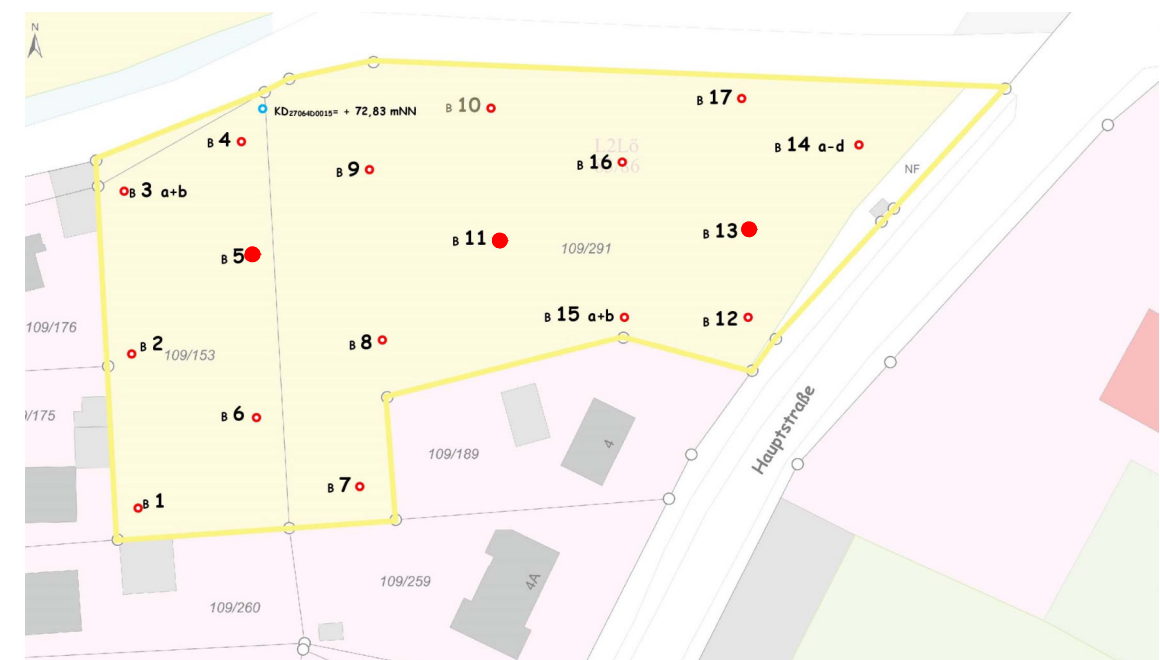 N
KD27064D0015= + 72,83 mNN
B 10
B 17
B 4
B 14 a-d
L2Lö
B 16
B 9
NF
B 3 a+b
B 13
B 11
109/291
B 5
B 15 a+b
B 12
109/176
B 8
B 2
109/153
Hauptstraße
B 6
/175
4
109/189
B 7
B 1
109/259
4A
109/260